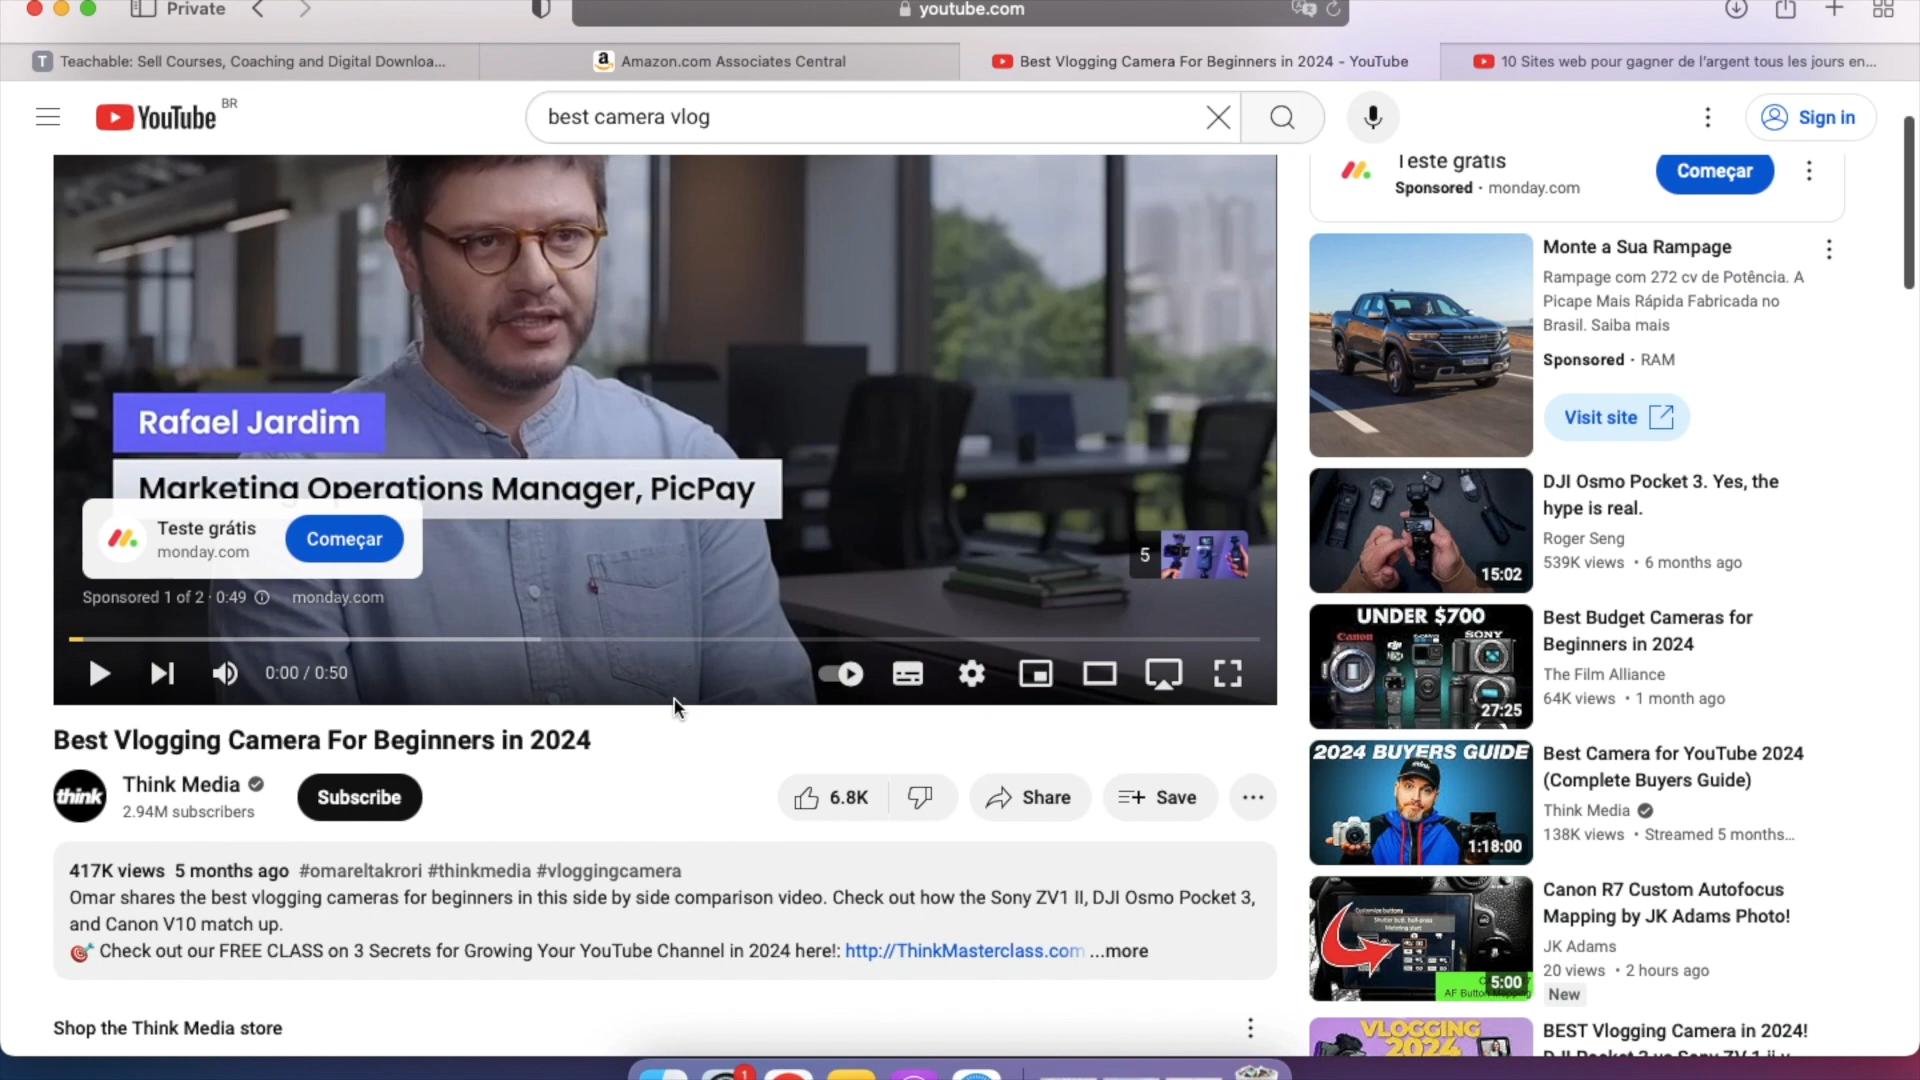 Private
youtube.com
Teachable: Sell Courses, Coaching and Digital Downloa...
Amazon.com Associates Central
Best Vlogging Camera For Beginners in 2024 - YouTube
10 Sites web pour gagner de l'argent tous les jours en...
YouTube BR
best camera vlog
Sign in
Rafael Jardim
Marketing Operations Manager, PicPay
Teste grátis
monday.com
Começar
5
Sponsored 1 of 2 · 0:49
monday.com
0:00 / 0:50
Best Vlogging Camera For Beginners in 2024
think
Think Media
2.94M subscribers
Subscribe
6.8K
Share
Save
417K views 5 months ago #omareltakrori #thinkmedia #vloggingcamera
Omar shares the best vlogging cameras for beginners in this side by side comparison video. Check out how the Sony ZV1 II, DJI Osmo Pocket 3,
and Canon V10 match up.
🎯 Check out our FREE CLASS on 3 Secrets for Growing Your YouTube Channel in 2024 here!: http://ThinkMasterclass.com ...more
Shop the Think Media store
Teste grátis
Sponsored · monday.com
Começar
Monte a Sua Rampage
Rampage com 272 cv de Potência. A
Picape Mais Rápida Fabricada no
Brasil. Saiba mais
Sponsored · RAM
Visit site
15:02
DJI Osmo Pocket 3. Yes, the
hype is real.
Roger Seng
539K views • 6 months ago
UNDER $700
Canon
SONY
27:25
Best Budget Cameras for
Beginners in 2024
The Film Alliance
64K views • 1 month ago
2024 BUYERS GUIDE
1:18:00
Best Camera for YouTube 2024
(Complete Buyers Guide)
Think Media
138K views • Streamed 5 months...
5:00
AF Button Mapping
Canon R7 Custom Autofocus
Mapping by JK Adams Photo!
JK Adams
20 views • 2 hours ago
New
VLOGGING
2024
BEST Vlogging Camera in 2024!
1